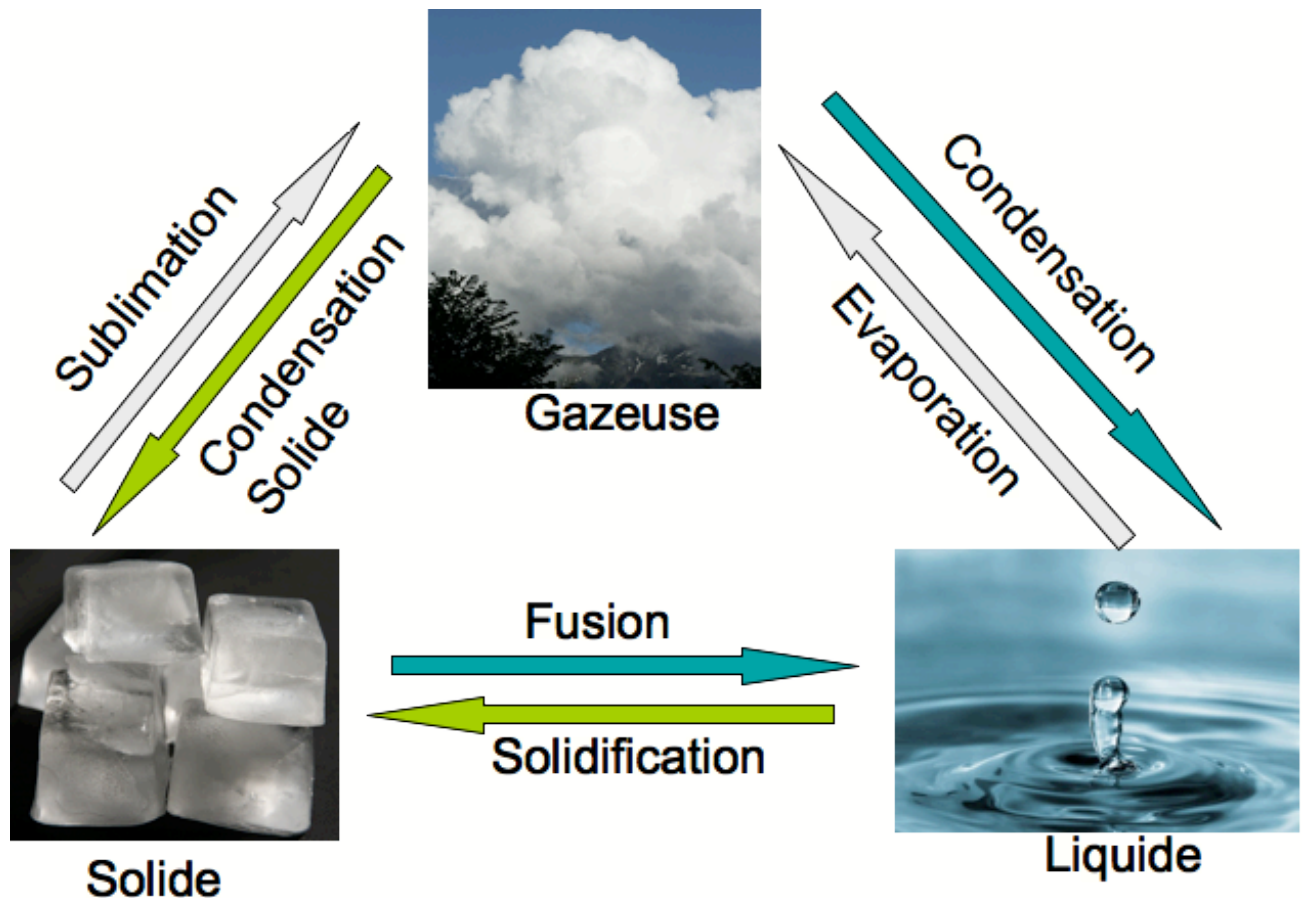 Sublimation
Condensation
Solide
Gazeuse
Condensation
Evaporation
Fusion
Solidification
Solide
Liquide